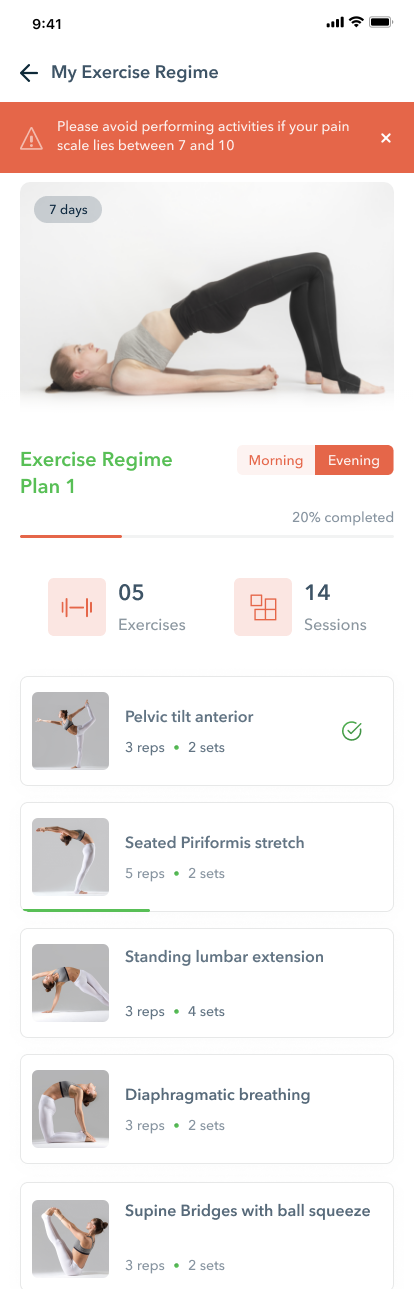 9:41
My Exercise Regime
Please avoid performing activities if your pain
scale lies between 7 and 10
7 days
Exercise Regime
Plan 1
Morning
Evening
20% completed
05
Exercises
14
Sessions
Pelvic tilt anterior
3 reps • 2 sets
Seated Piriformis stretch
5 reps • 2 sets
Standing lumbar extension
3 reps • 4 sets
Diaphragmatic breathing
3 reps • 2 sets
Supine Bridges with ball squeeze
3 reps • 2 sets